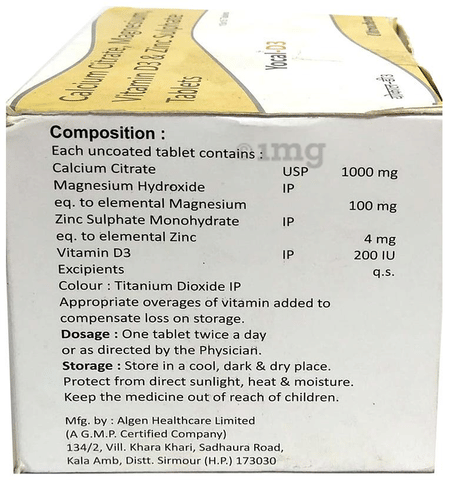 Calcium Citrate, Magnesium,
Vitamin D3 & Zinc Sulphate
Tablets
Yocal-D3
Composition :
Each uncoated tablet contains :
1mg
Calcium Citrate USP 1000 mg
Magnesium Hydroxide IP
eq. to elemental Magnesium 100 mg
Zinc Sulphate Monohydrate IP
eq. to elemental Zinc 4 mg
Vitamin D3 IP 200 IU
Excipients q.s.
Colour : Titanium Dioxide IP
Appropriate overages of vitamin added to
compensate loss on storage.
Dosage : One tablet twice a day
or as directed by the Physician.
Storage : Store in a cool, dark & dry place.
Protect from direct sunlight, heat & moisture.
Keep the medicine out of reach of children.
Mfg. by : Algen Healthcare Limited
(A G.M.P. Certified Company)
134/2, Vill. Khara Khari, Sadhaura Road,
Kala Amb, Distt. Sirmour (H.P.) 173030